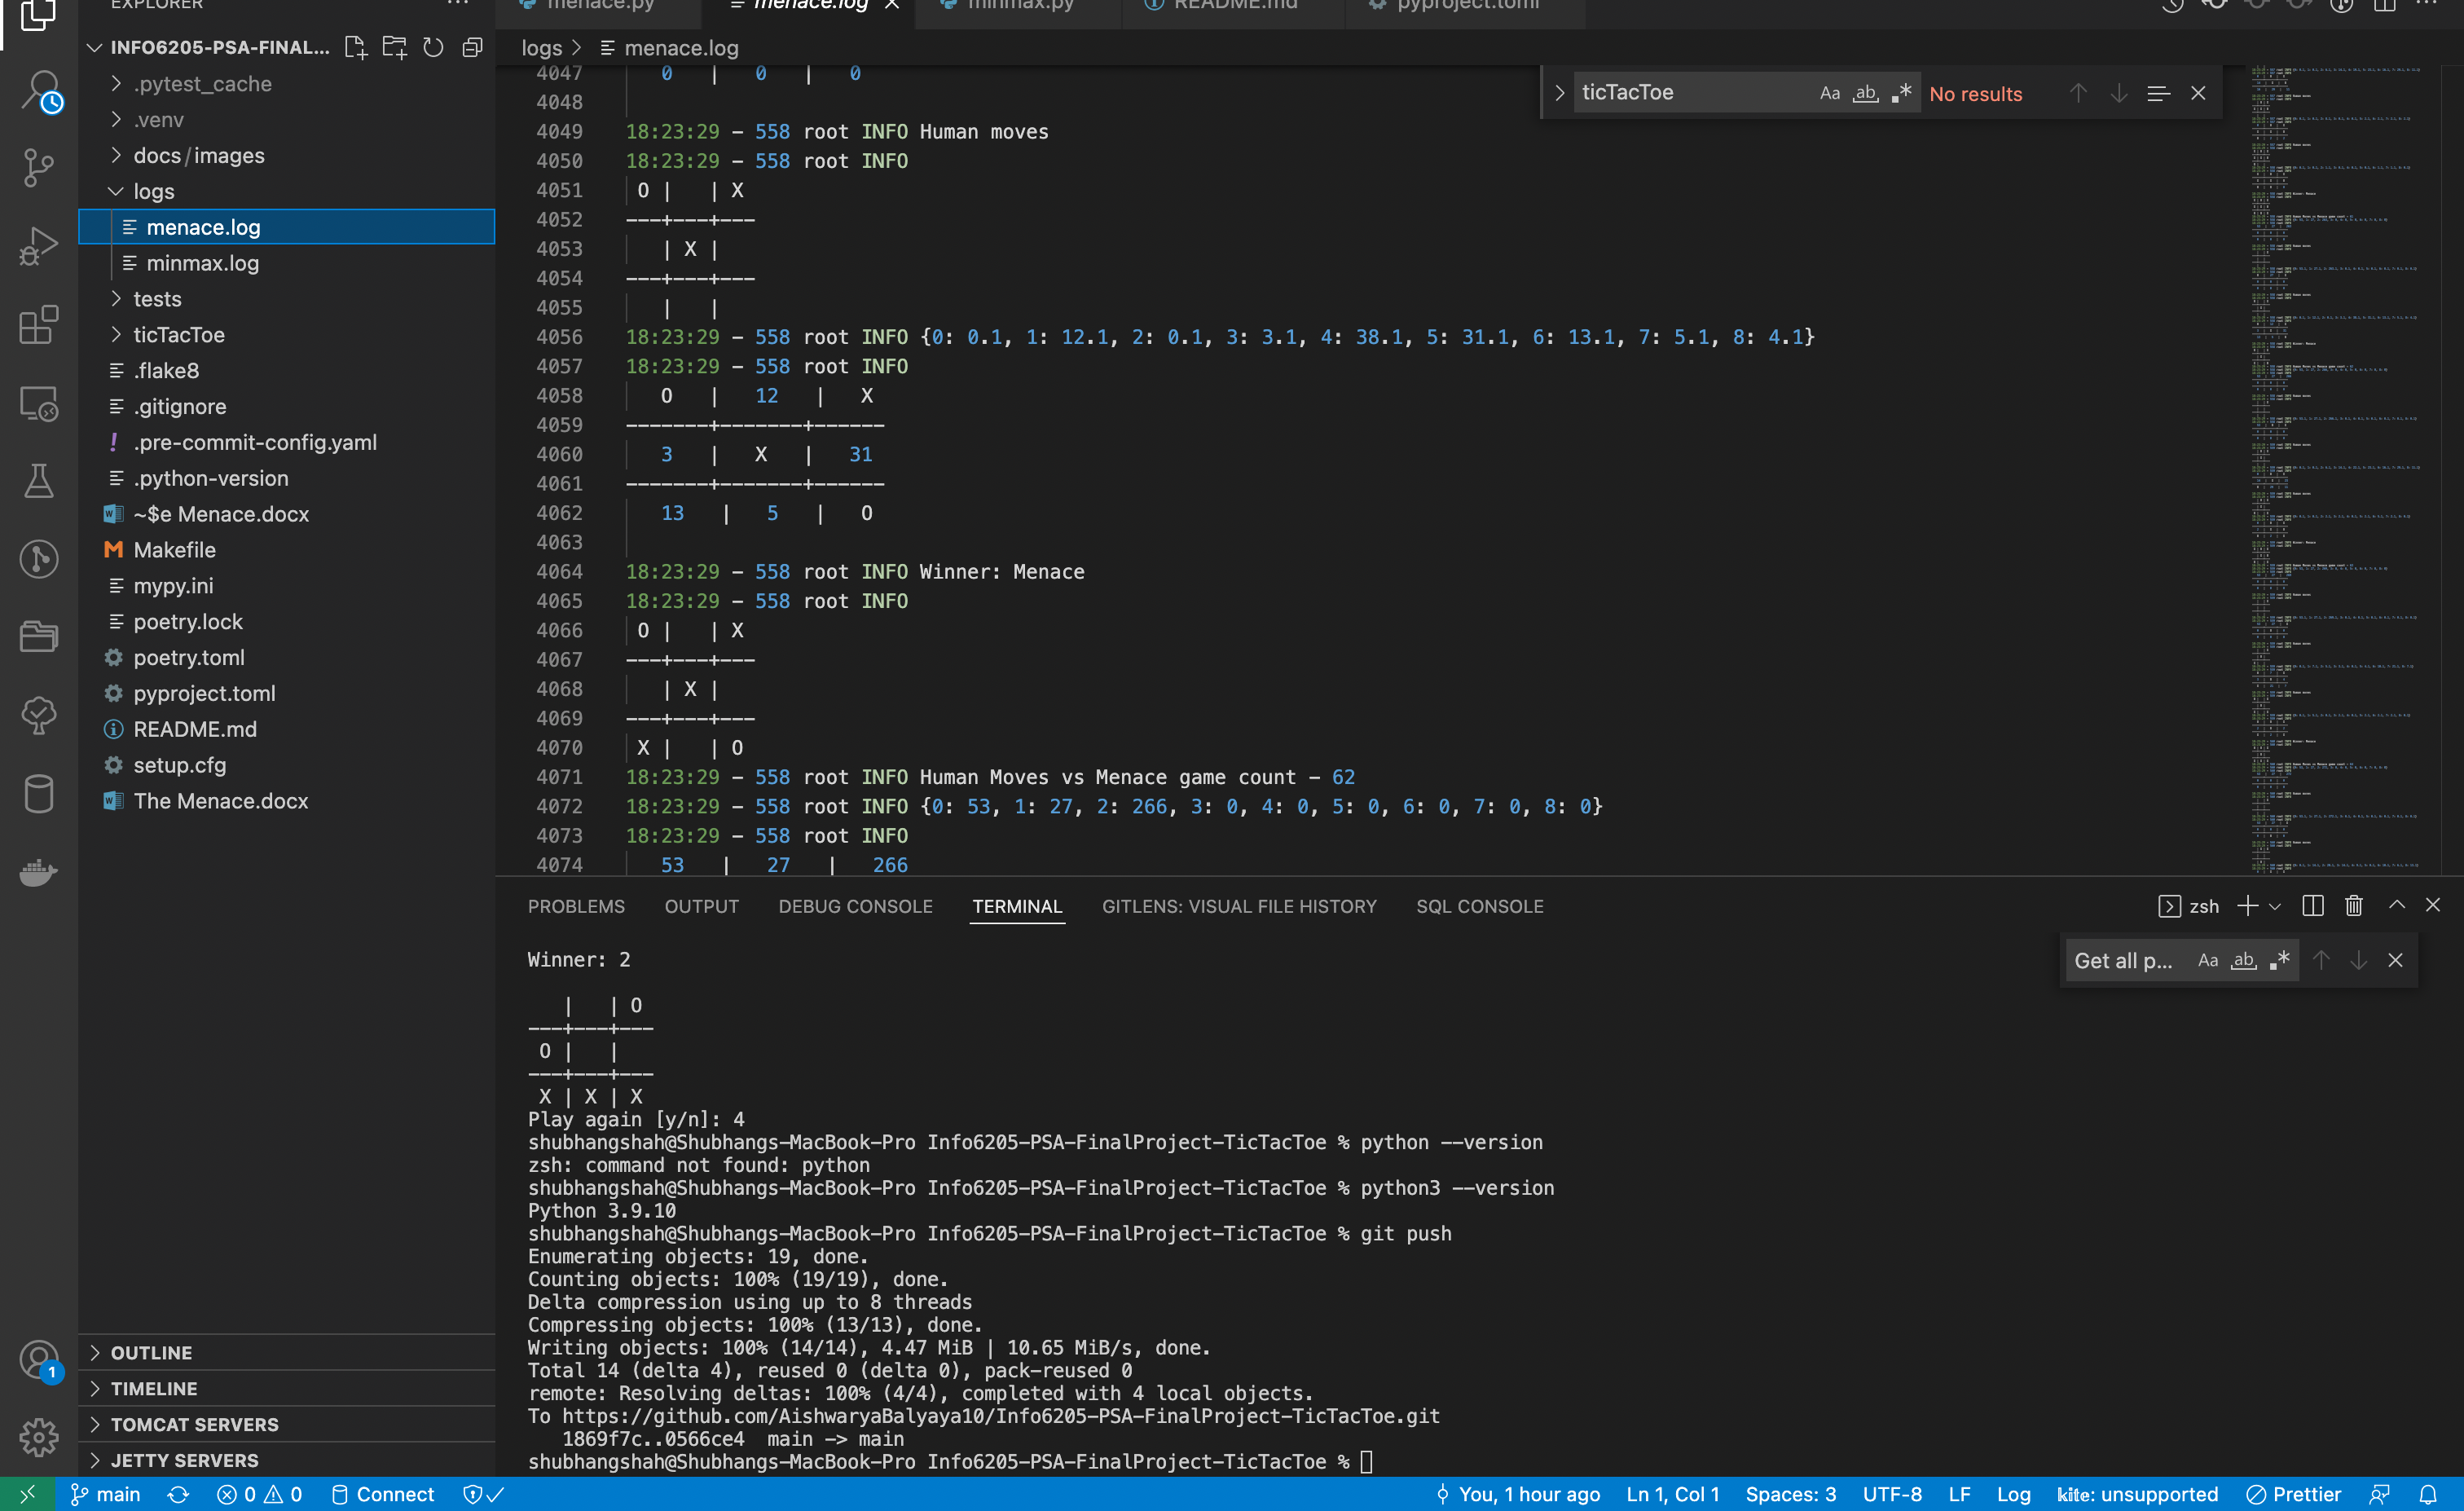 EXPLORER
menace.py
menace.log
minmax.py
README.md
pyproject.toml
INFO6205-PSA-FINAL...
.pytest_cache
.venv
docs/images
logs
menace.log
minmax.log
tests
ticTacToe
.flake8
.gitignore
.pre-commit-config.yaml
.python-version
~$e Menace.docx
Makefile
mypy.ini
poetry.lock
poetry.toml
pyproject.toml
README.md
setup.cfg
The Menace.docx
OUTLINE
TIMELINE
TOMCAT SERVERS
JETTY SERVERS
1
logs > menace.log
ticTacToe Aa ab .* No results
4047 0 | 0 | 0
4048
4049 18:23:29 - 558 root INFO Human moves
4050 18:23:29 - 558 root INFO
4051 O | | X
4052 ---+---+---
4053 | X |
4054 ---+---+---
4055 | |
4056 18:23:29 - 558 root INFO {0: 0.1, 1: 12.1, 2: 0.1, 3: 3.1, 4: 38.1, 5: 31.1, 6: 13.1, 7: 5.1, 8: 4.1}
4057 18:23:29 - 558 root INFO
4058 O | 12 | X
4059 -------+-------+------
4060 3 | X | 31
4061 -------+-------+------
4062 13 | 5 | O
4063
4064 18:23:29 - 558 root INFO Winner: Menace
4065 18:23:29 - 558 root INFO
4066 O | | X
4067 ---+---+---
4068 | X |
4069 ---+---+---
4070 X | | O
4071 18:23:29 - 558 root INFO Human Moves vs Menace game count - 62
4072 18:23:29 - 558 root INFO {0: 53, 1: 27, 2: 266, 3: 0, 4: 0, 5: 0, 6: 0, 7: 0, 8: 0}
4073 18:23:29 - 558 root INFO
4074 53 | 27 | 266
PROBLEMS OUTPUT DEBUG CONSOLE TERMINAL GITLENS: VISUAL FILE HISTORY SQL CONSOLE
zsh
Get all p... Aa ab .*
Winner: 2
| | O
---+---+---
O | |
---+---+---
X | X | X
Play again [y/n]: 4
shubhangshah@Shubhangs-MacBook-Pro Info6205-PSA-FinalProject-TicTacToe % python --version
zsh: command not found: python
shubhangshah@Shubhangs-MacBook-Pro Info6205-PSA-FinalProject-TicTacToe % python3 --version
Python 3.9.10
shubhangshah@Shubhangs-MacBook-Pro Info6205-PSA-FinalProject-TicTacToe % git push
Enumerating objects: 19, done.
Counting objects: 100% (19/19), done.
Delta compression using up to 8 threads
Compressing objects: 100% (13/13), done.
Writing objects: 100% (14/14), 4.47 MiB | 10.65 MiB/s, done.
Total 14 (delta 4), reused 0 (delta 0), pack-reused 0
remote: Resolving deltas: 100% (4/4), completed with 4 local objects.
To https://github.com/AishwaryaBalyaya10/Info6205-PSA-FinalProject-TicTacToe.git
1869f7c..0566ce4 main -> main
shubhangshah@Shubhangs-MacBook-Pro Info6205-PSA-FinalProject-TicTacToe %
main 0 0 Connect You, 1 hour ago Ln 1, Col 1 Spaces: 3 UTF-8 LF Log kite: unsupported Prettier